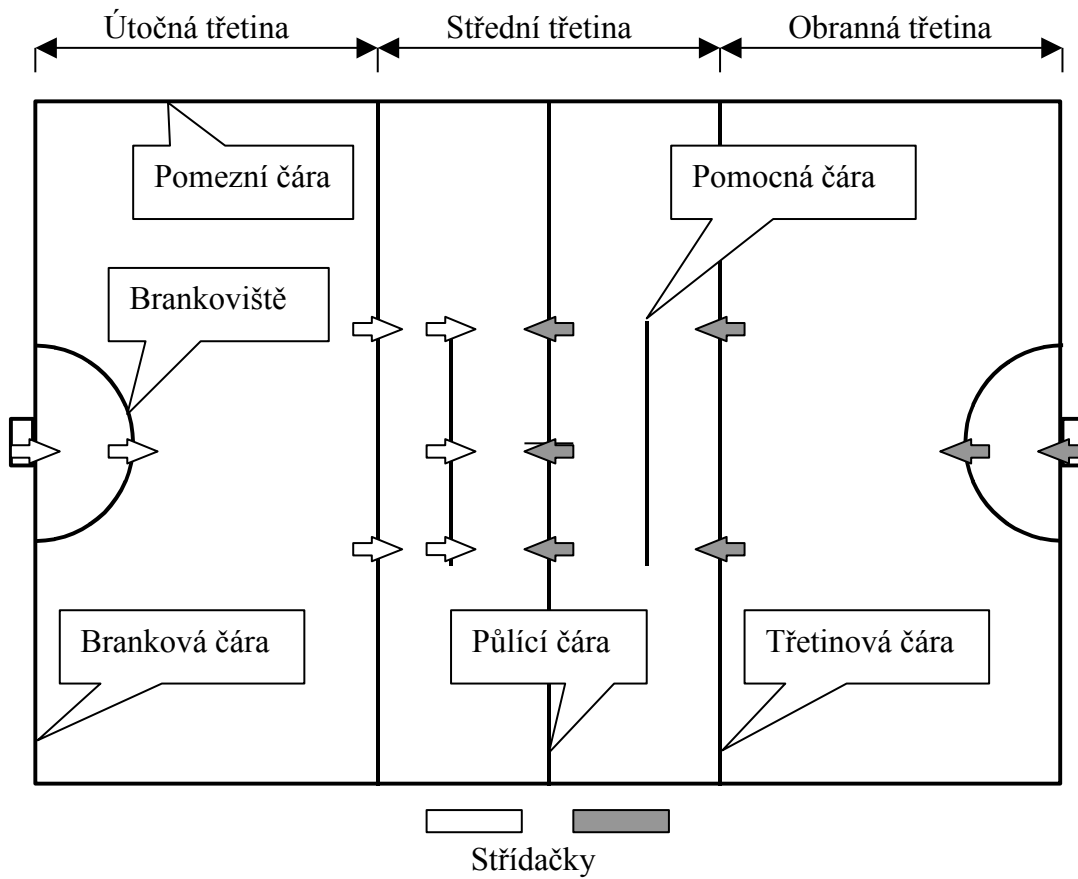 Útočná třetina
Střední třetina
Obranná třetina
Pomezní čára
Pomocná čára
Brankoviště
Branková čára
Půlící čára
Třetinová čára
Střídačky